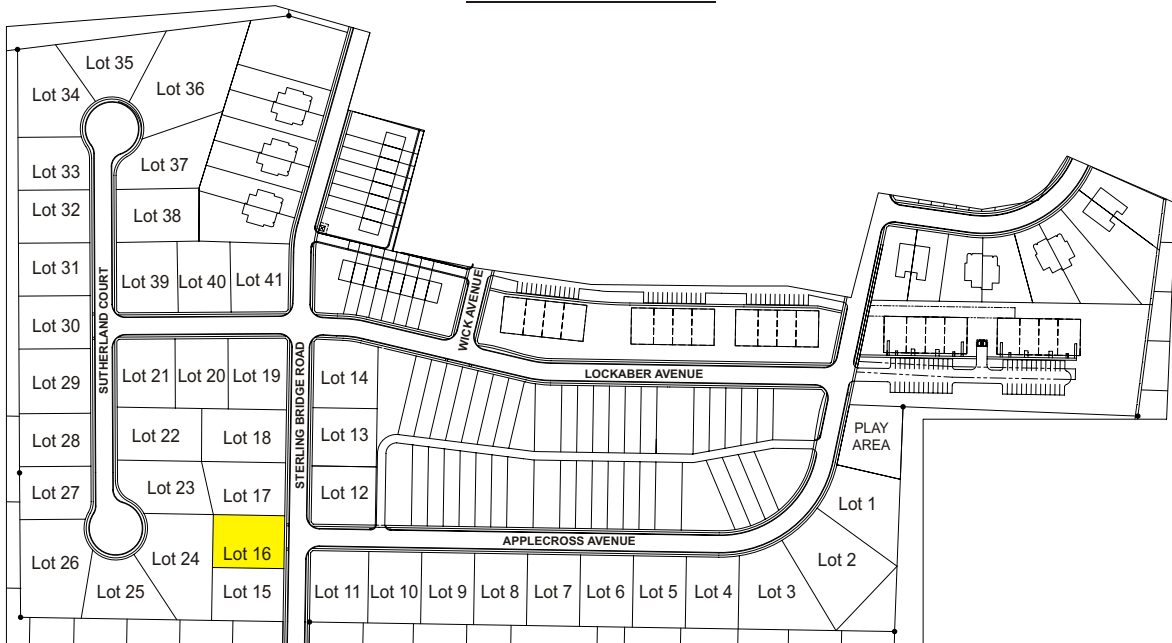 Lot 35
Lot 34
Lot 36
Lot 33
Lot 37
Lot 32
Lot 38
Lot 31
Lot 39
Lot 40
Lot 41
SUTHERLAND COURT
WICK AVENUE
Lot 30
Lot 29
Lot 21
Lot 20
Lot 19
STERLING BRIDGE ROAD
Lot 14
LOCKABER AVENUE
Lot 28
Lot 22
Lot 18
Lot 13
PLAY
AREA
Lot 27
Lot 23
Lot 17
Lot 12
Lot 1
Lot 26
Lot 24
Lot 16
APPLECROSS AVENUE
Lot 2
Lot 25
Lot 15
Lot 11
Lot 10
Lot 9
Lot 8
Lot 7
Lot 6
Lot 5
Lot 4
Lot 3